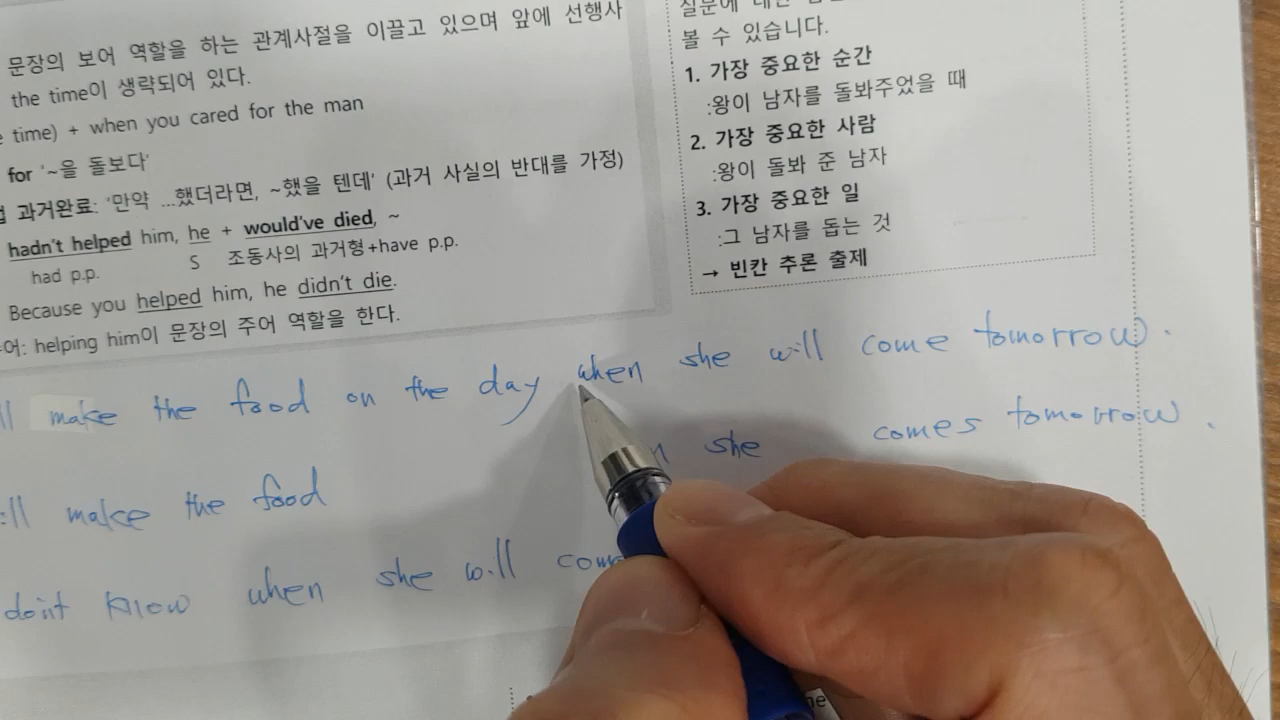 문장의 보어 역할을 하는 관계사절을 이끌고 있으며 앞에 선행사
the time이 생략되어 있다.
time) + when you cared for the man
for '~을 돌보다'
과거완료: '만약 ...했더라면, ~했을 텐데' (과거 사실의 반대를 가정)
hadn't helped him, he + would've died, ~
had p.p. S 조동사의 과거형+have p.p.
Because you helped him, he didn't die.
어: helping him이 문장의 주어 역할을 한다.
볼 수 있습니다.
1. 가장 중요한 순간
:왕이 남자를 돌봐주었을 때
2. 가장 중요한 사람
:왕이 돌봐 준 남자
3. 가장 중요한 일
:그 남자를 돕는 것
→ 빈칸 추론 출제
make the food on the day when she will come tomorrow.
she comes tomorrow.
make the food
don't know when she will